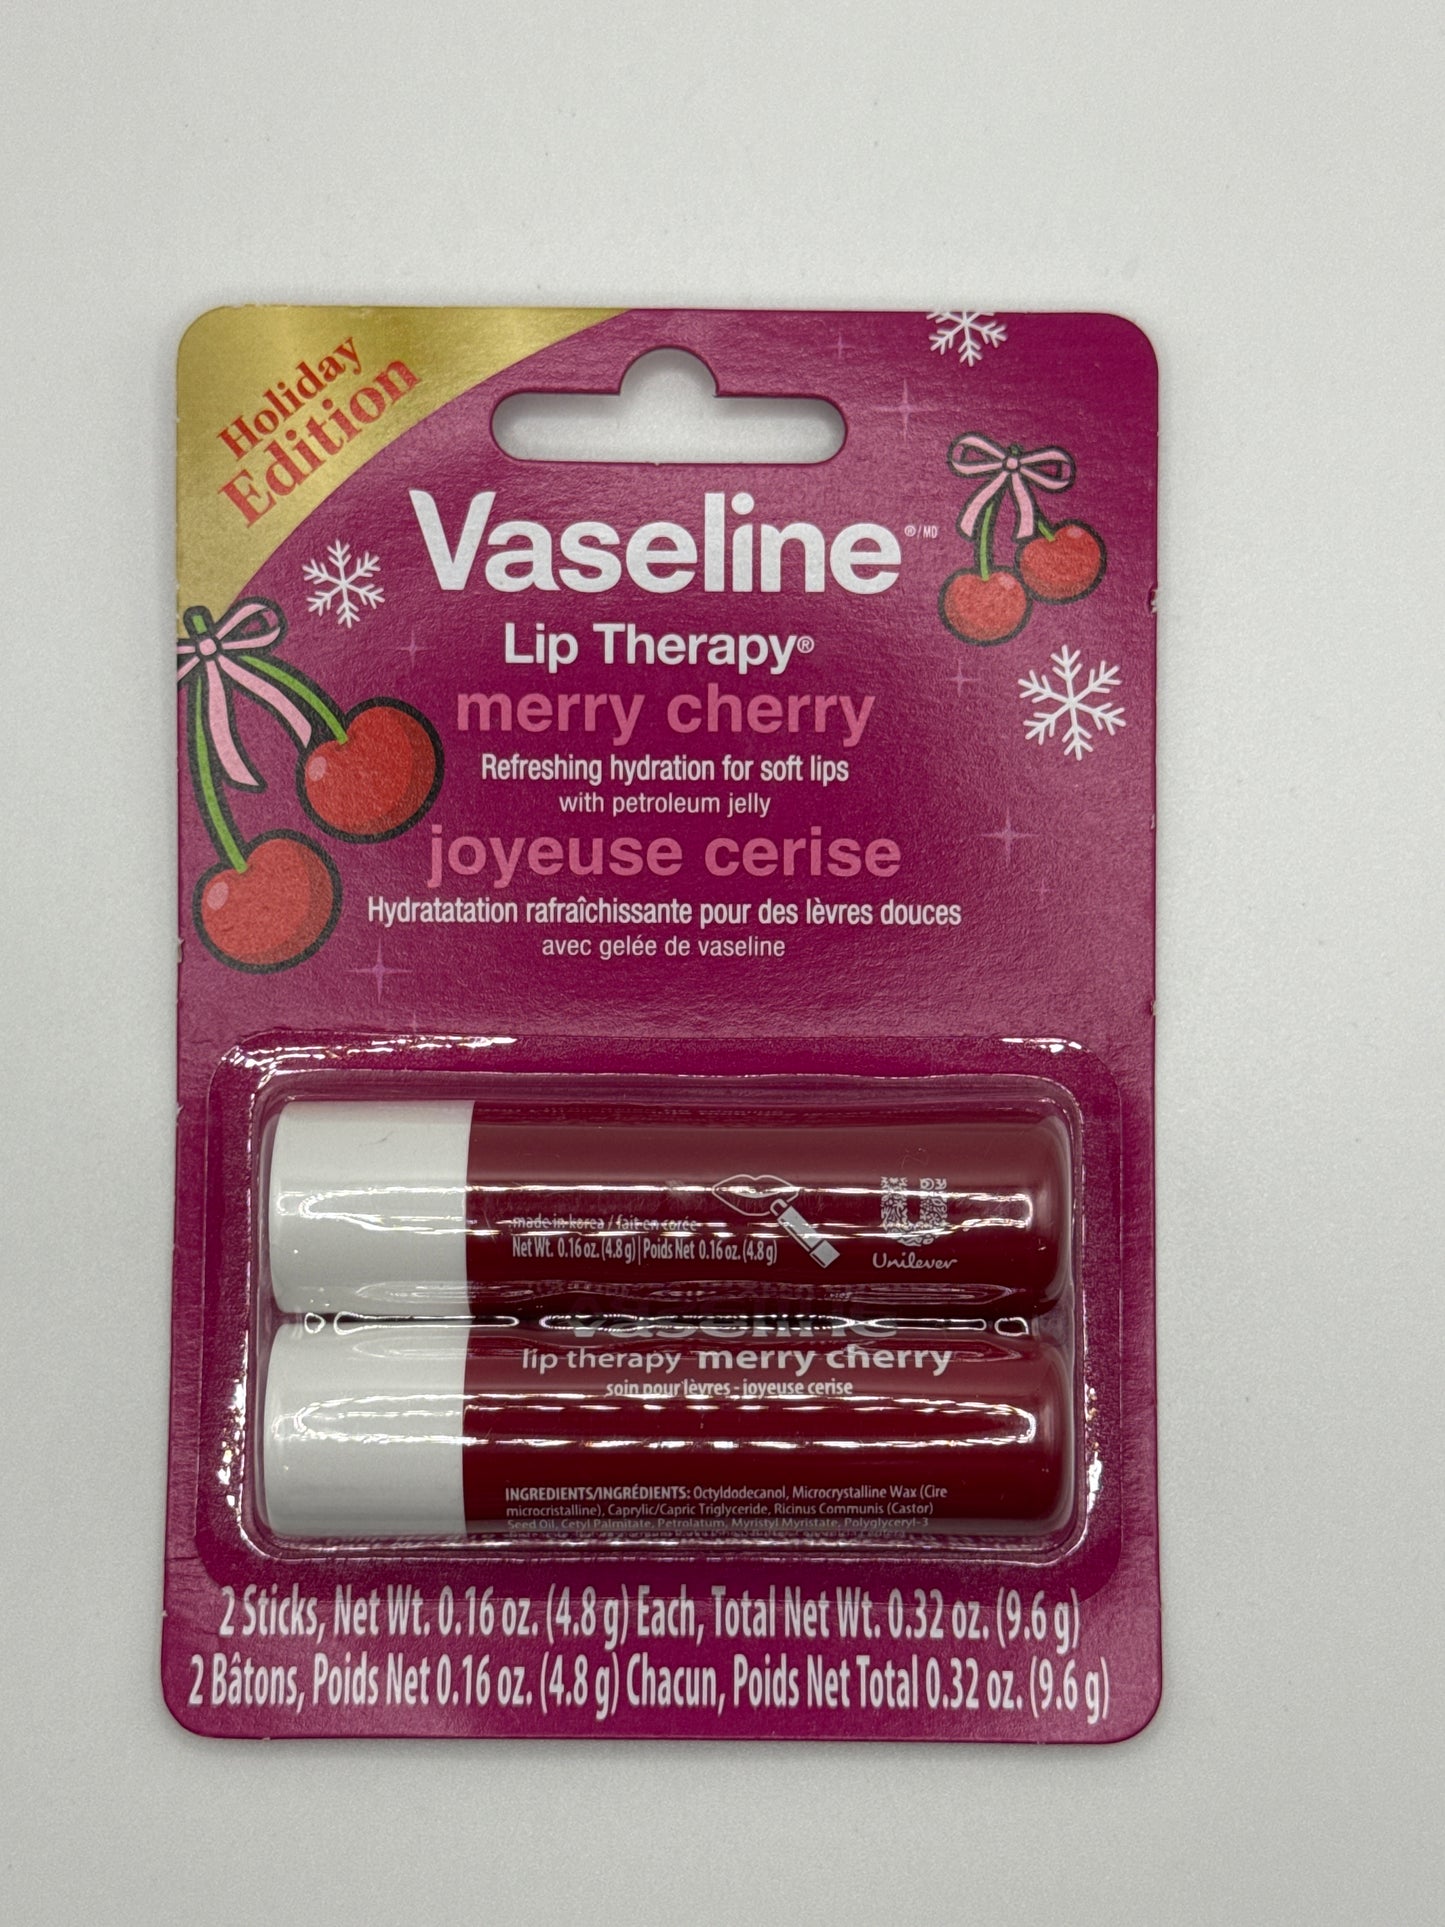 Holiday
Edition
Vaseline®/MD
Lip Therapy®
merry cherry
Refreshing hydration for soft lips
with petroleum jelly
joyeuse cerise
Hydratatation rafraîchissante pour des lèvres douces
avec gelée de vaseline
made in korea / fait en corée
Net Wt. 0.16 oz. (4.8 g) | Poids Net 0.16 oz. (4.8 g)
Unilever
vaseline
lip therapy merry cherry
soin pour lèvres - joyeuse cerise
INGREDIENTS/INGRÉDIENTS: Octyldodecanol, Microcrystalline Wax (Cire
microcristalline), Caprylic/Capric Triglyceride, Ricinus Communis (Castor)
Seed Oil, Cetyl Palmitate, Petrolatum, Myristyl Myristate, Polyglyceryl-3
2 Sticks, Net Wt. 0.16 oz. (4.8 g) Each, Total Net Wt. 0.32 oz. (9.6 g)
2 Bâtons, Poids Net 0.16 oz. (4.8 g) Chacun, Poids Net Total 0.32 oz. (9.6 g)